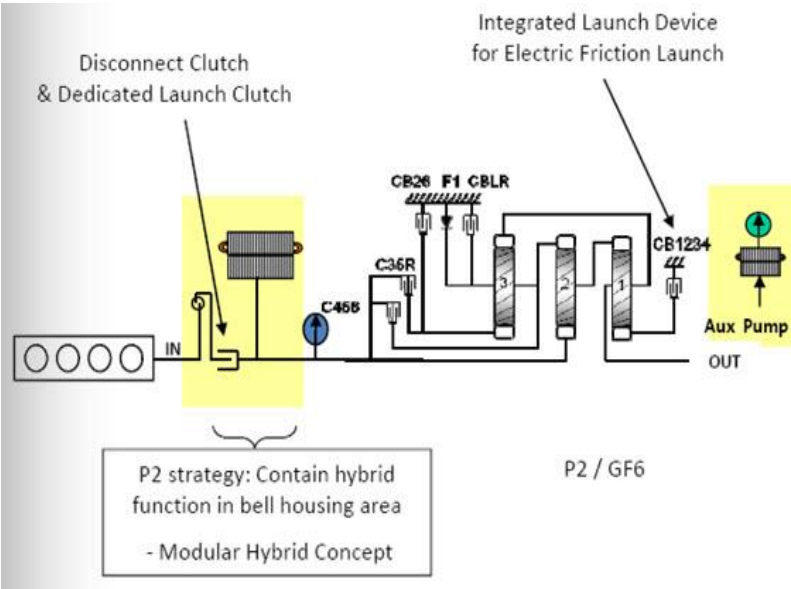 Integrated Launch Device
for Electric Friction Launch
Disconnect Clutch
& Dedicated Launch Clutch
CB26 F1 CBLR
CB1234
C35R
3
2
1
C456
Aux Pump
IN
OUT
P2 strategy: Contain hybrid
function in bell housing area
- Modular Hybrid Concept
P2 / GF6